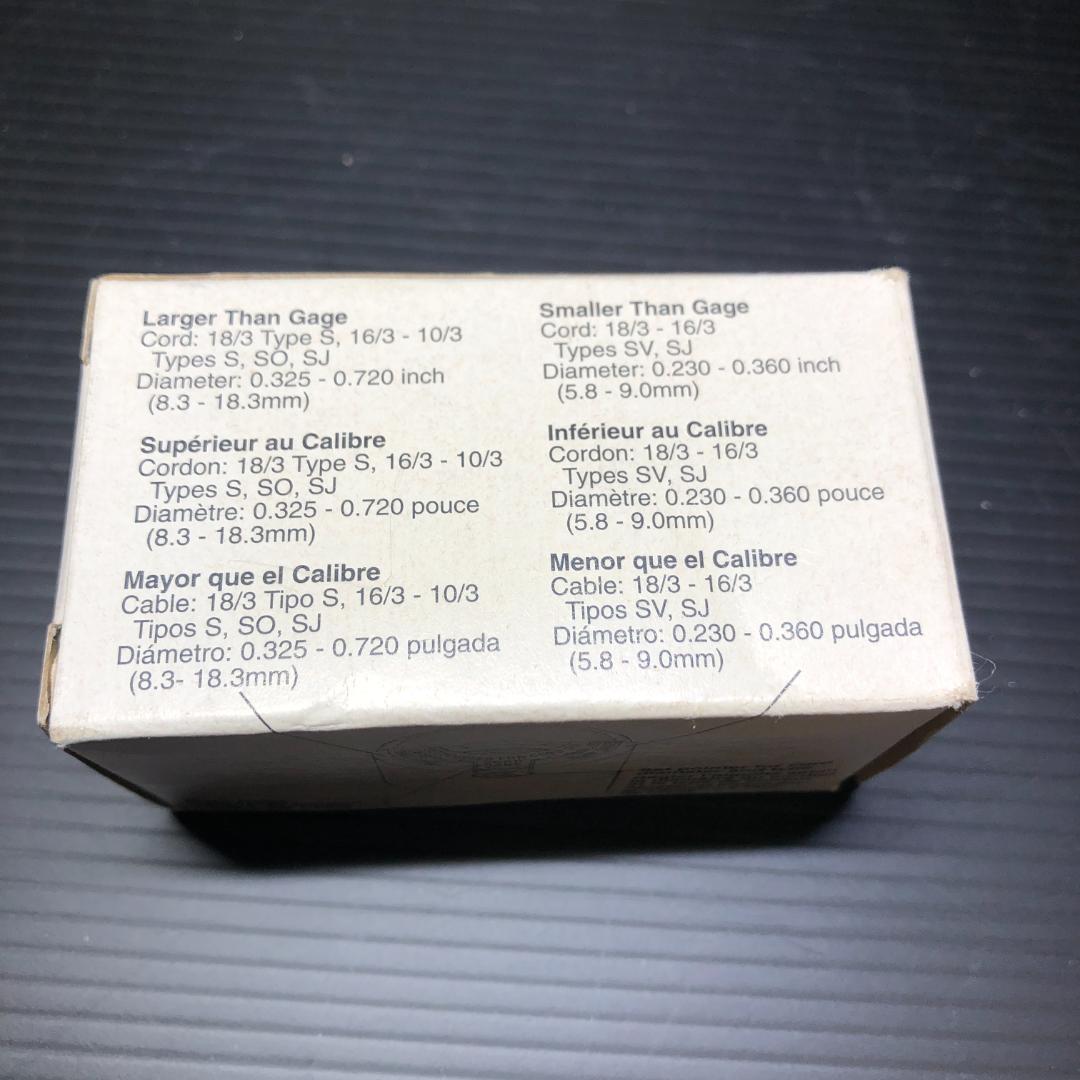 Larger Than Gage
Cord: 18/3 Type S, 16/3 - 10/3
Types S, SO, SJ
Diameter: 0.325 - 0.720 inch
(8.3 - 18.3mm)
Supérieur au Calibre
Cordon: 18/3 Type S, 16/3 - 10/3
Types S, SO, SJ
Diamètre: 0.325 - 0.720 pouce
(8.3 - 18.3mm)
Mayor que el Calibre
Cable: 18/3 Tipo S, 16/3 - 10/3
Tipos S, SO, SJ
Diámetro: 0.325 - 0.720 pulgada
(8.3- 18.3mm)
Smaller Than Gage
Cord: 18/3 - 16/3
Types SV, SJ
Diameter: 0.230 - 0.360 inch
(5.8 - 9.0mm)
Inférieur au Calibre
Cordon: 18/3 - 16/3
Types SV, SJ
Diamètre: 0.230 - 0.360 pouce
(5.8 - 9.0mm)
Menor que el Calibre
Cable: 18/3 - 16/3
Tipos SV, SJ
Diámetro: 0.230 - 0.360 pulgada
(5.8 - 9.0mm)